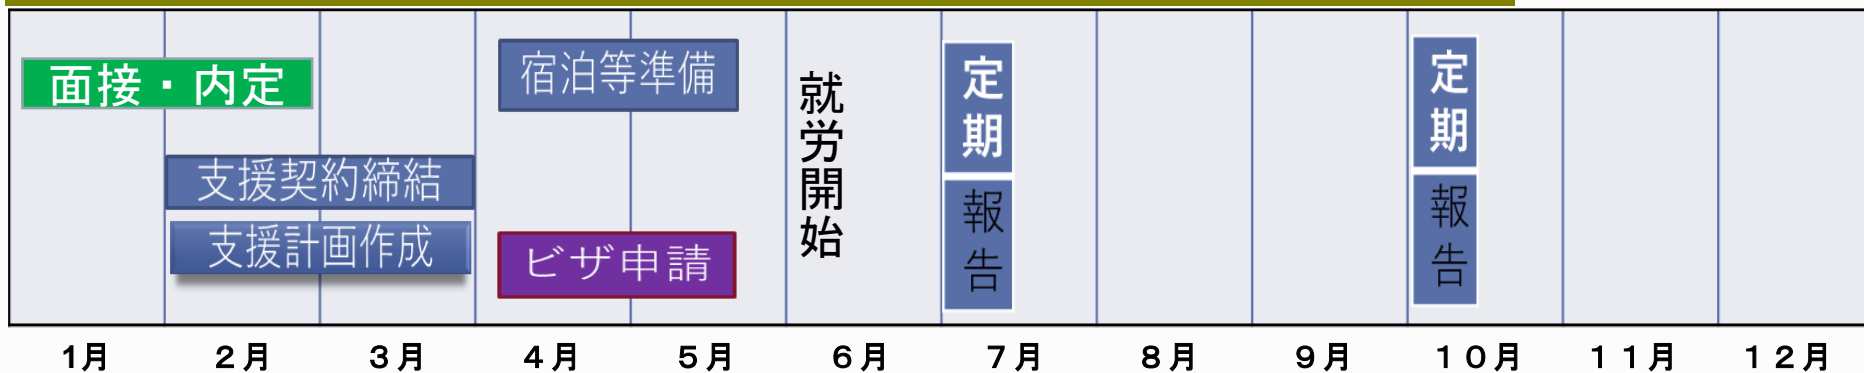 面接・内定
支援契約締結
支援計画作成
宿泊等準備
ビザ申請
就労開始
定期
報告
定期
報告
1月 2月 3月 4月 5月 6月 7月 8月 9月 10月 11月 12月